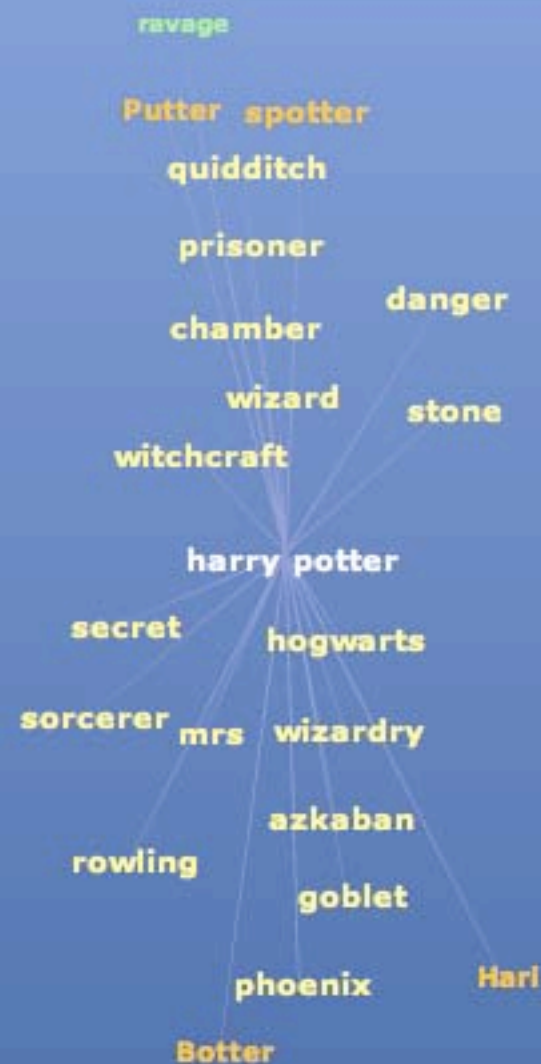 ravage
Putter spotter
quidditch
prisoner
danger
chamber
wizard
stone
witchcraft
harry potter
secret
hogwarts
sorcerer mrs wizardry
azkaban
rowling
goblet
Hari
phoenix
Botter